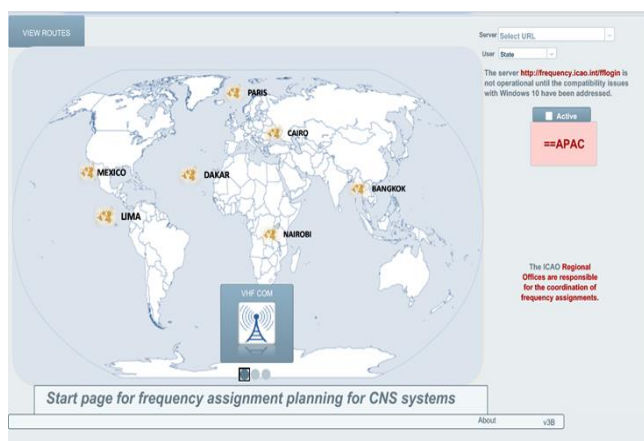 VIEW ROUTES
Server Select URL
User State
The server http://frequency.icao.int/fflogin is
not operational until the compatibility issues
with Windows 10 have been addressed.
Active
==APAC
PARIS
CAIRO
MEXICO
DAKAR
BANGKOK
LIMA
NAIROBI
The ICAO Regional
Offices are responsible
for the coordination of
frequency assignments.
VHF COM
Start page for frequency assignment planning for CNS systems
About
v3B